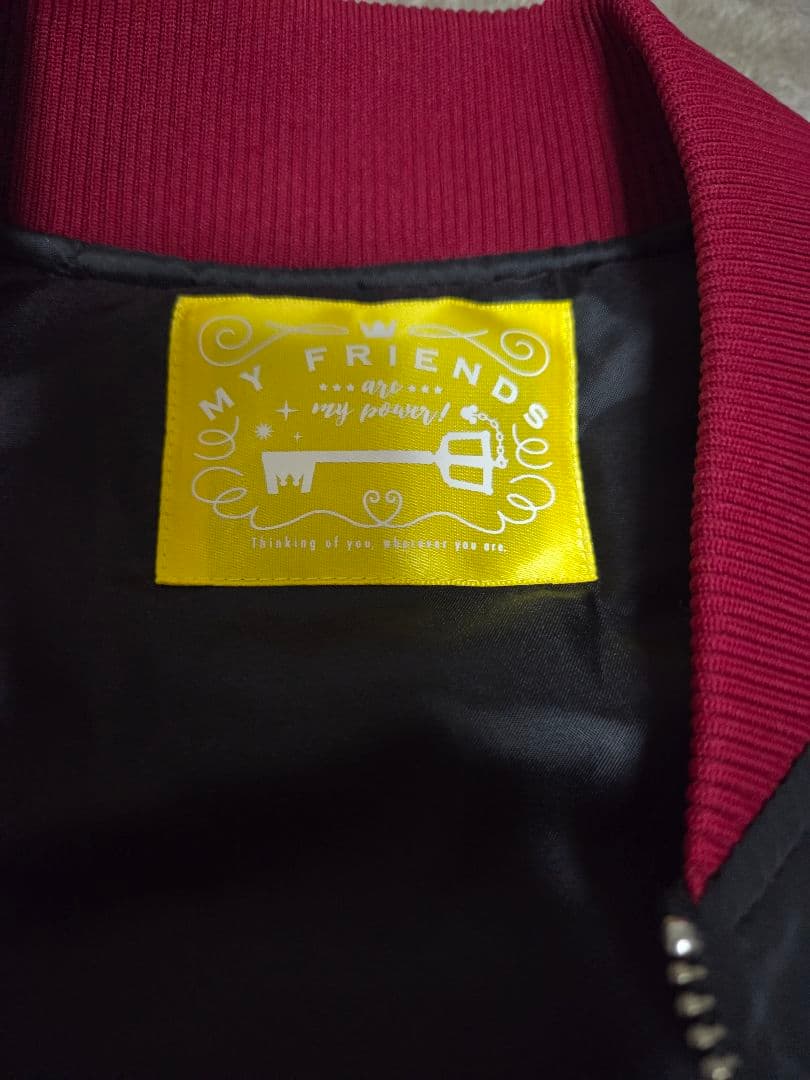 MY FRIENDS
are
my power!
Thinking of you, wherever you are.